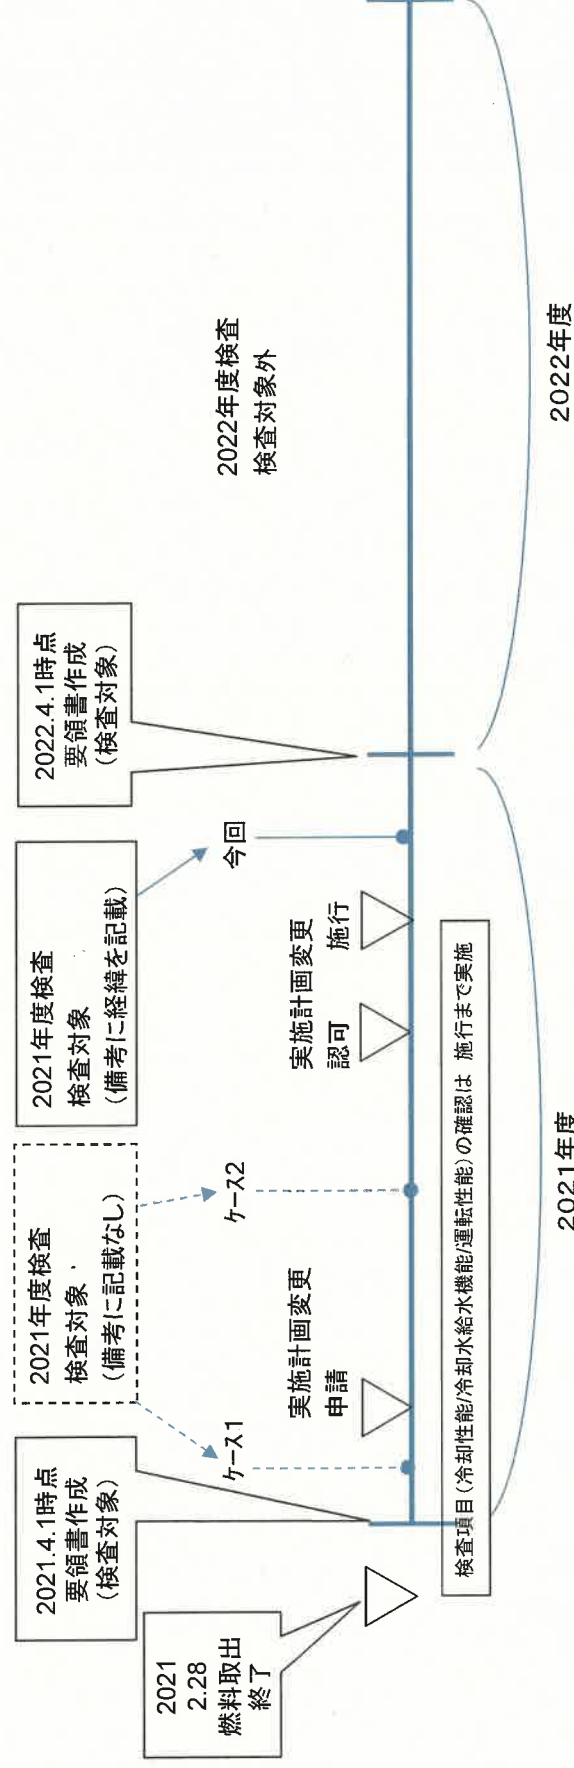 2021
2.28
燃料取出
終了
2021.4.1時点
要領書作成
(検査対象)
2021年度検査
検査対象
(備考に記載なし)
2021年度検査
検査対象
(備考に経緯を記載)
2022.4.1時点
要領書作成
(検査対象)
ケース1
ケース2
今回
2022年度検査
検査対象外
実施計画変更
申請
実施計画変更
認可
施行
検査項目(冷却性能/冷却水給水機能/運転性能)の確認は 施行まで実施
2021年度
2022年度